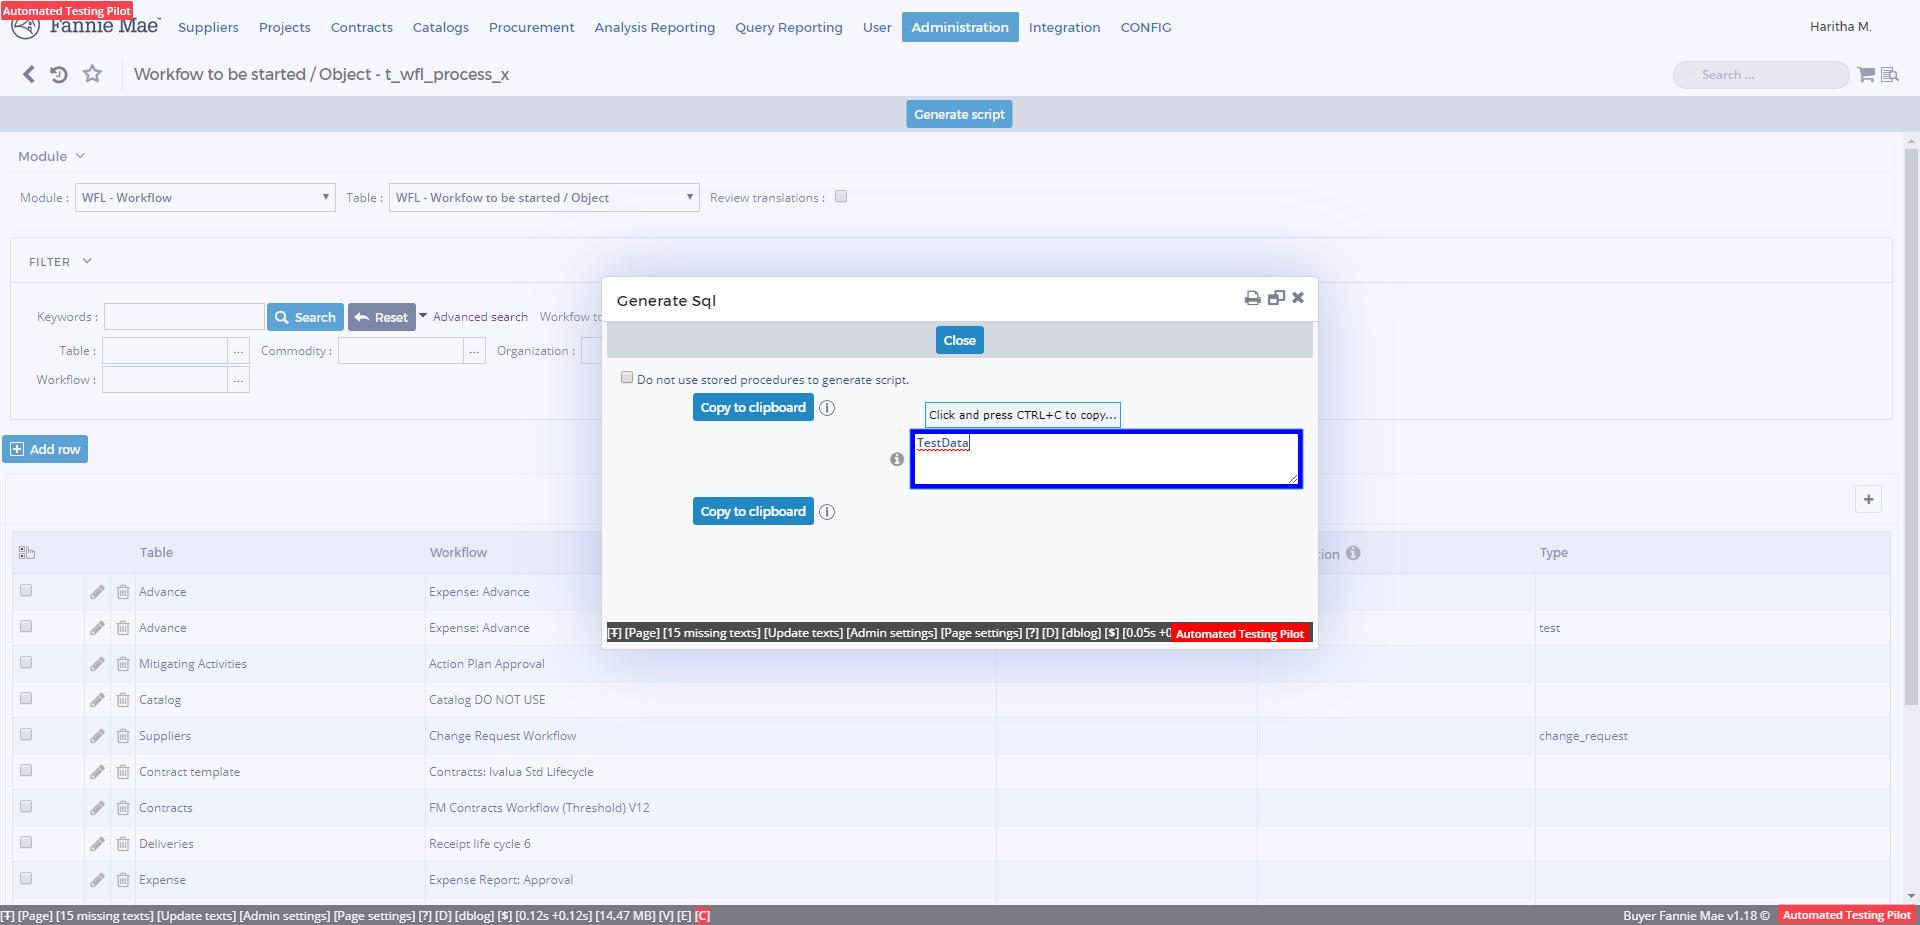 Automated Testing Pilot
Fannie Mae
Suppliers Projects Contracts Catalogs Procurement Analysis Reporting Query Reporting User Administration Integration CONFIG
Haritha M.
Workfow to be started / Object - t_wfl_process_x
Search ...
Generate script
Module
Module : WFL - Workflow Table : WFL - Workfow to be started / Object Review translations :
FILTER
Keywords : Search Reset Advanced search Workfow to
Table : ... Commodity : ... Organization :
Workflow : ...
Add row
Generate Sql
Close
Do not use stored procedures to generate script.
Copy to clipboard
Click and press CTRL+C to copy...
TestData
Copy to clipboard
[T] [Page] [15 missing texts] [Update texts] [Admin settings] [Page settings] [?] [D] [dblog] [$] [0.05s +0 Automated Testing Pilot
Table Workflow tion Type
Advance Expense: Advance
Advance Expense: Advance test
Mitigating Activities Action Plan Approval
Catalog Catalog DO NOT USE
Suppliers Change Request Workflow change_request
Contract template Contracts: Ivalua Std Lifecycle
Contracts FM Contracts Workflow (Threshold) V12
Deliveries Receipt life cycle 6
Expense Expense Report: Approval
[T] [Page] [15 missing texts] [Update texts] [Admin settings] [Page settings] [?] [D] [dblog] [$] [0.12s +0.12s] [14.47 MB] [V] [E] [C]
Buyer Fannie Mae v1.18 © Automated Testing Pilot